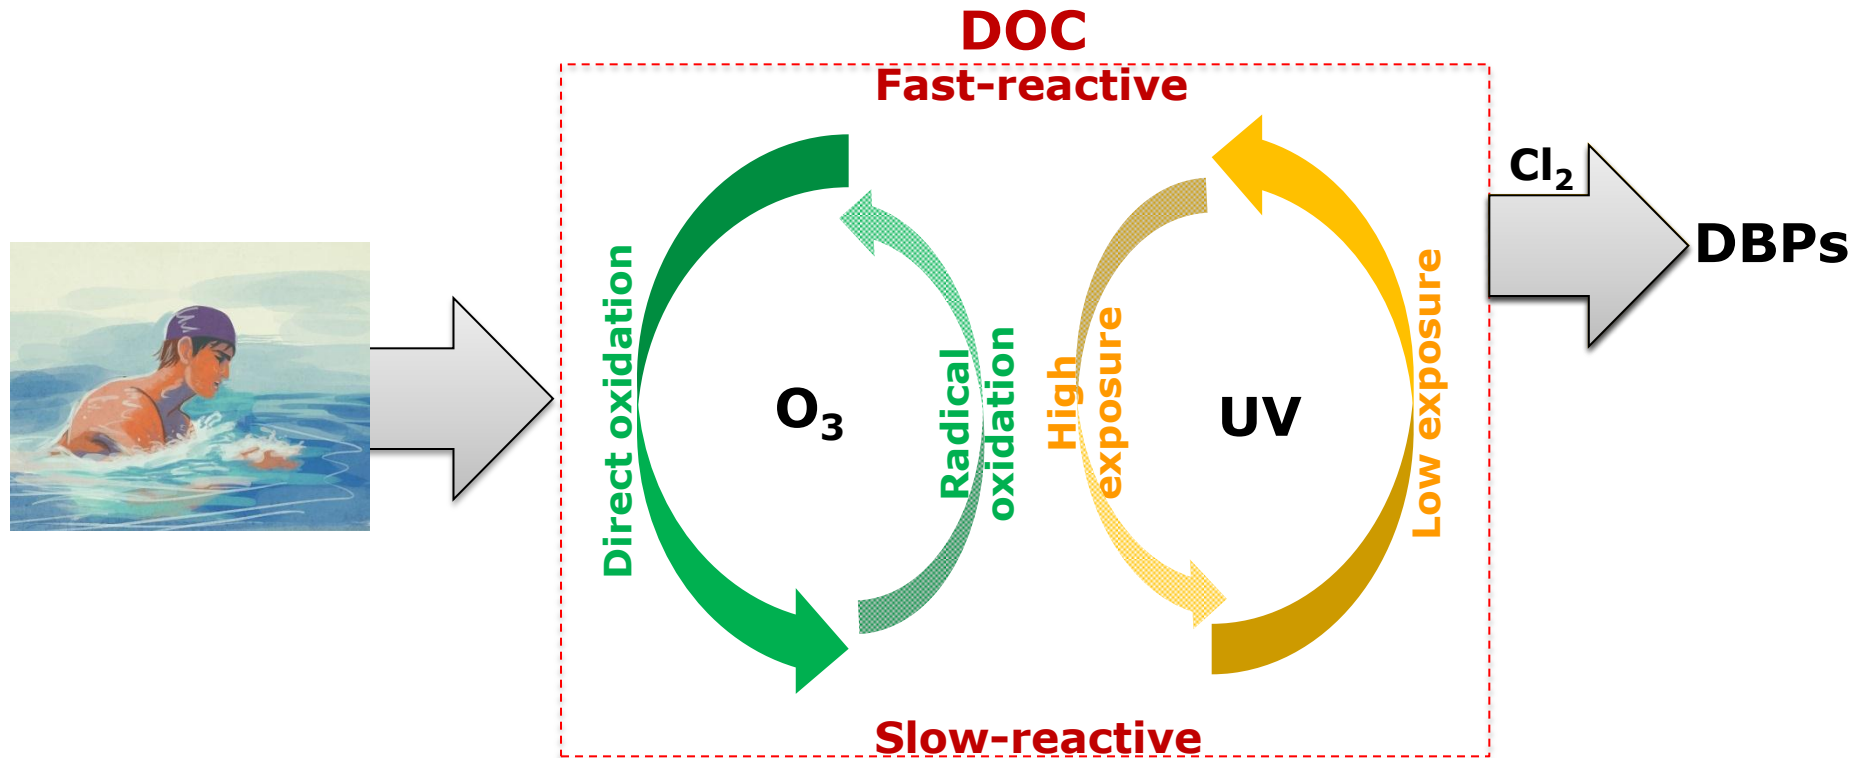 DOC
Fast-reactive
Direct oxidation
O₃
Radical
oxidation
High
exposure
UV
Low exposure
Cl₂
DBPs
Slow-reactive